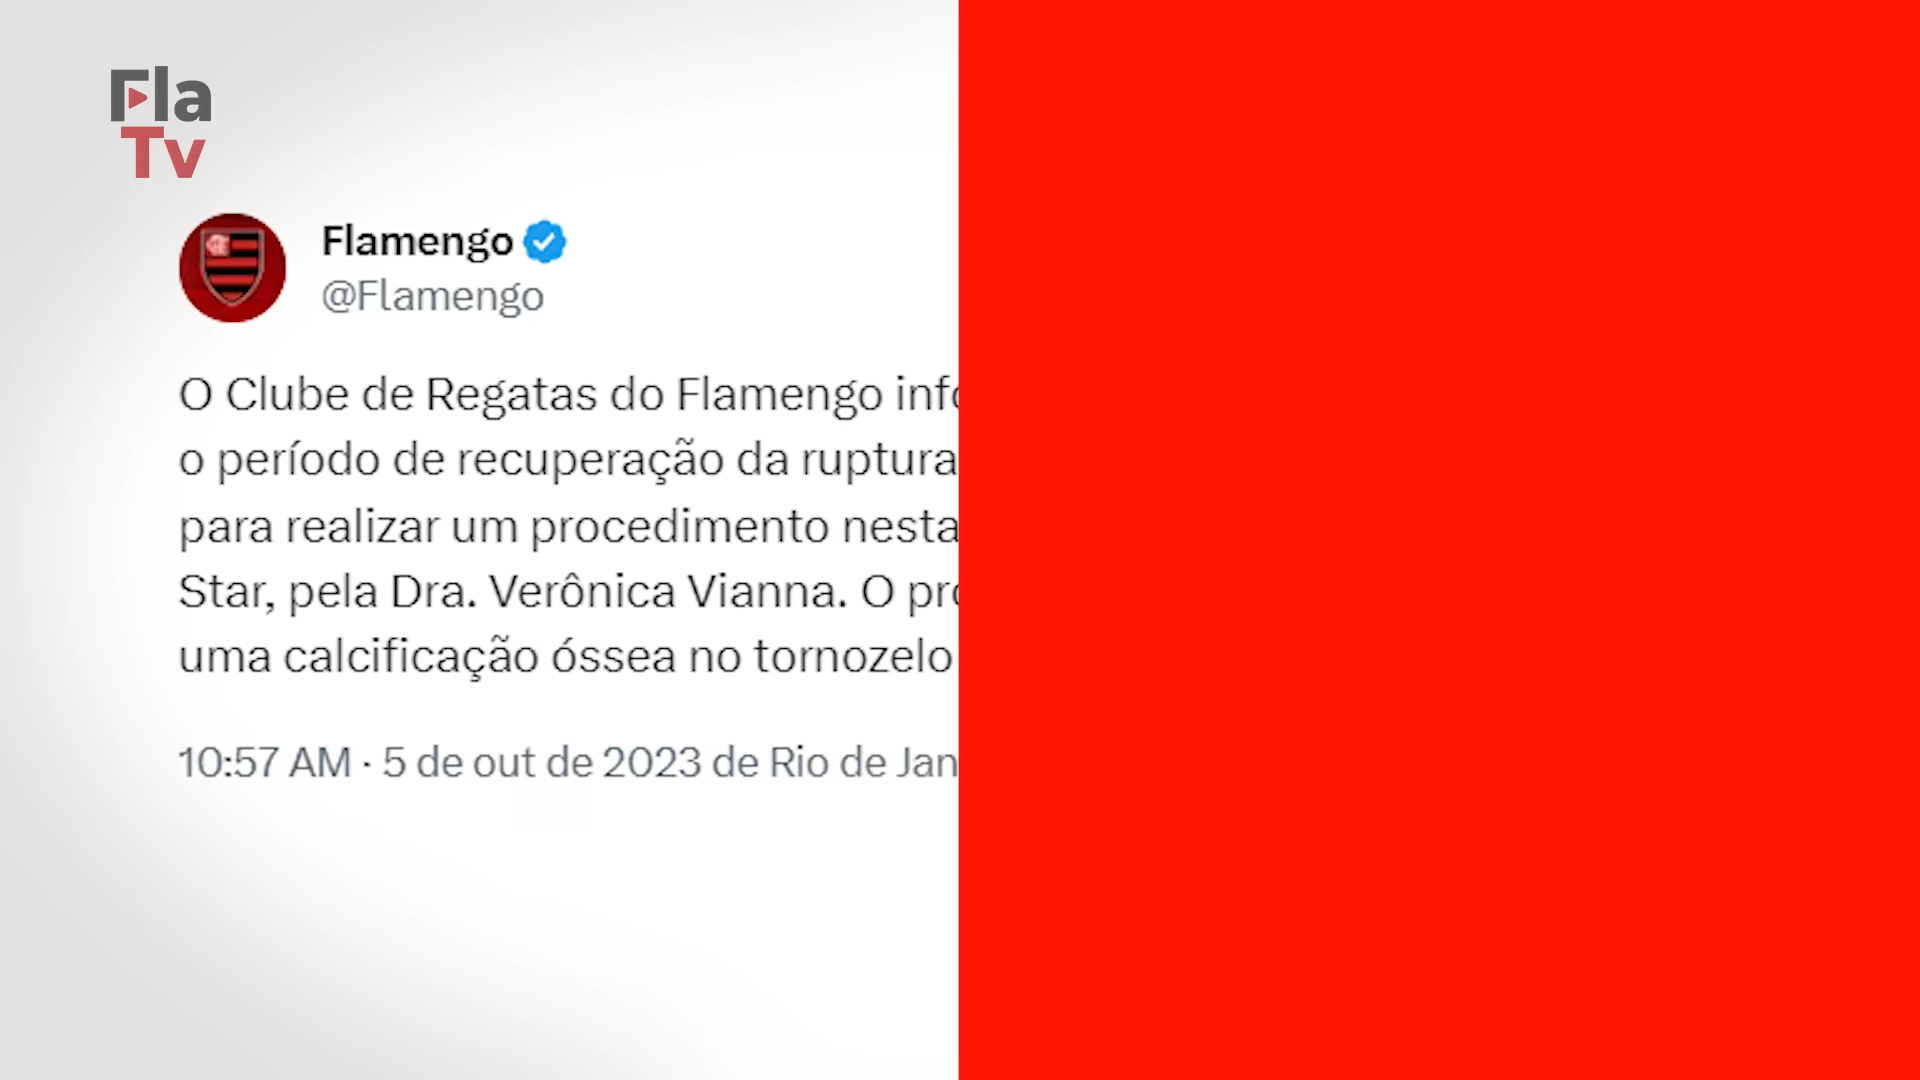 Fla
Tv
Flamengo
@Flamengo
O Clube de Regatas do Flamengo
o período de recuperação da ruptura
para realizar um procedimento nesta
Star, pela Dra. Verônica Vianna. O
uma calcificação óssea no tornozelo
10:57 AM · 5 de out de 2023 de Rio de Jan